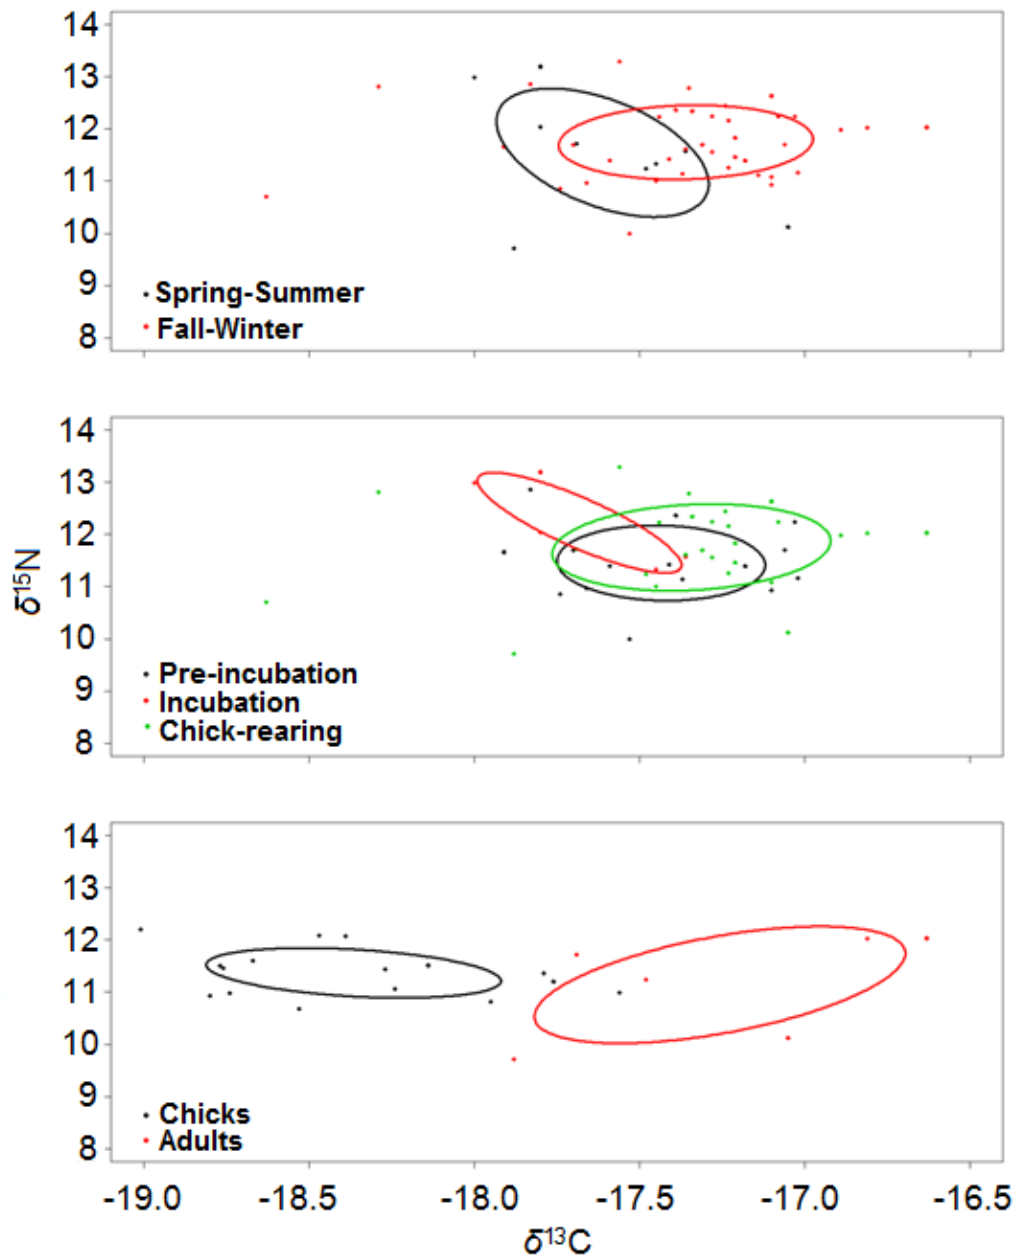 14
13
12
11
10
9
8
Spring-Summer
Fall-Winter
14
13
12
11
10
9
8
δ15N
Pre-incubation
Incubation
Chick-rearing
14
13
12
11
10
9
8
Chicks
Adults
-19.0 -18.5 -18.0 -17.5 -17.0 -16.5
δ13C